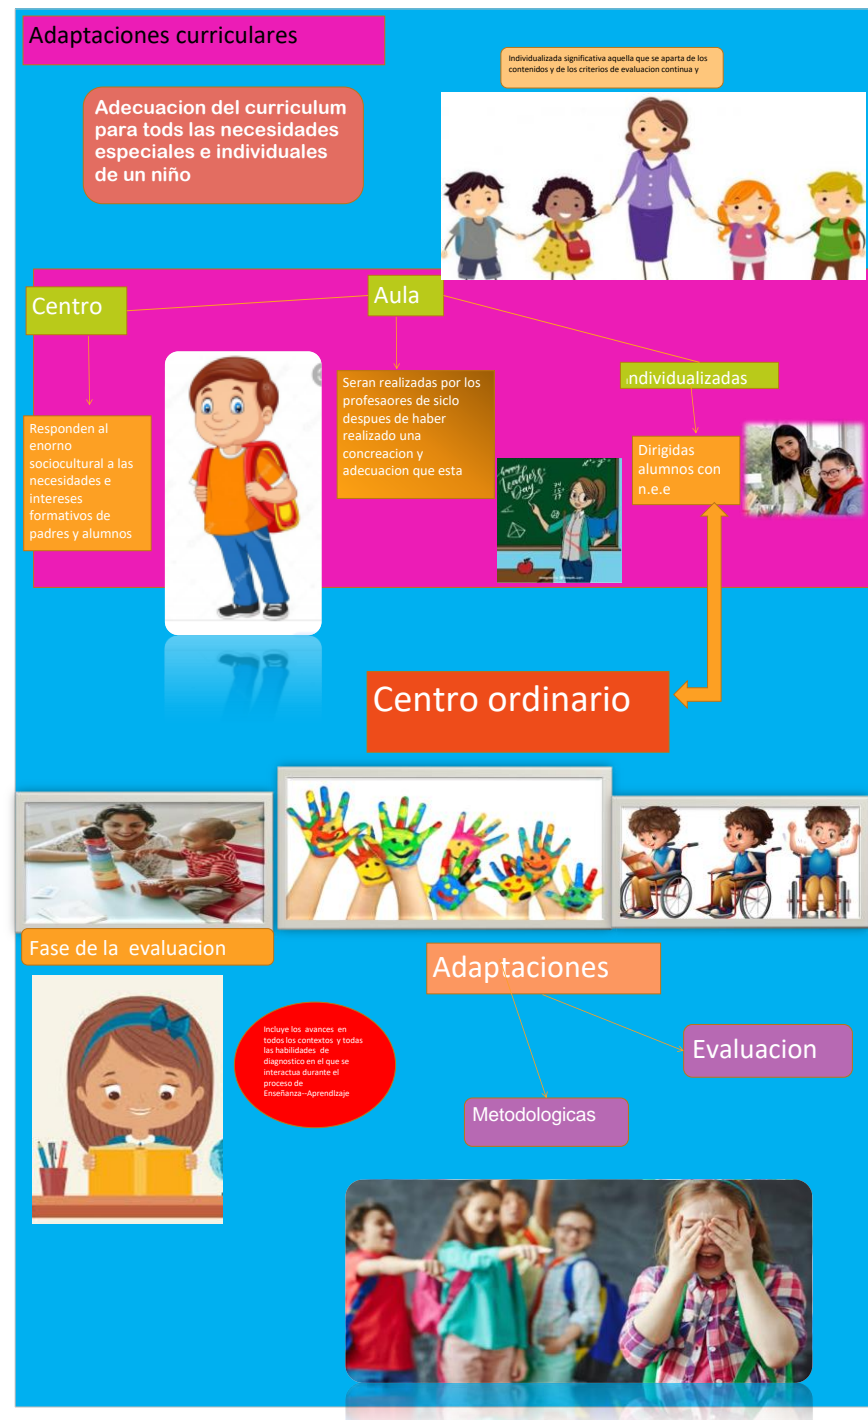 Adaptaciones curriculares
Individualizada significativa aquella que se aparta de los
contenidos y de los criterios de evaluacion continua y
Adecuacion del curriculum
para tods las necesidades
especiales e individuales
de un niño
Centro
Aula
individualizadas
Responden al
enorno
sociocultural a las
necesidades e
intereses
formativos de
padres y alumnos
Seran realizadas por los
profesaores de siclo
despues de haber
realizado una
concreacion y
adecuacion que esta
Dirigidas
alumnos con
n.e.e
happy
Teachers'
Day
Centro ordinario
Fase de la evaluacion
Adaptaciones
Incluye los avances en
todos los contextos y todas
las habilidades de
diagnostico en el que se
interactua durante el
proceso de
Enseñanza--Aprendlzaje
Evaluacion
Metodologicas